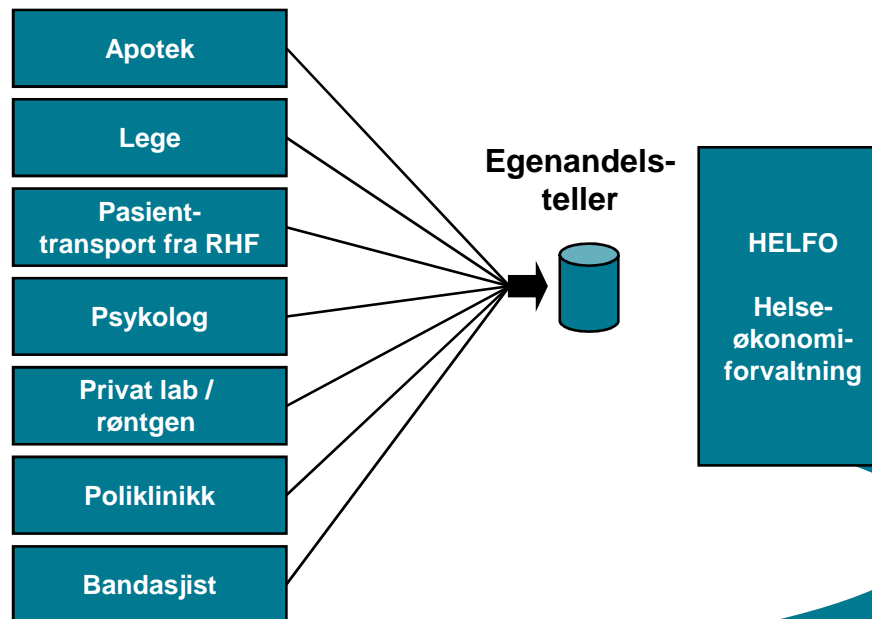 Apotek
Lege
Pasient-
transport fra RHF
Psykolog
Privat lab /
røntgen
Poliklinikk
Bandasjist
Egenandels-
teller
HELFO
Helse-
økonomi-
forvaltning